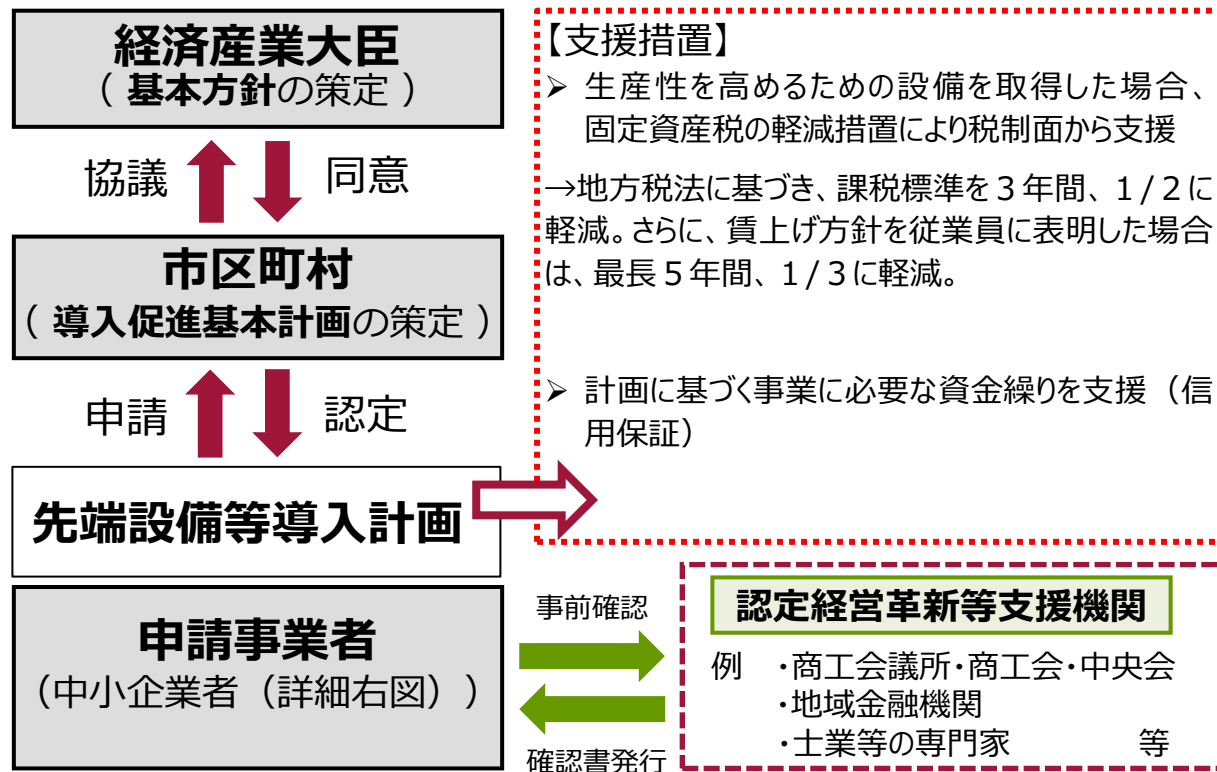 経済産業大臣
（ 基本方針の策定 ）
協議
同意
市区町村
（ 導入促進基本計画の策定 ）
申請
認定
先端設備等導入計画
申請事業者
（中小企業者（詳細右図））
【支援措置】
➢ 生産性を高めるための設備を取得した場合、
固定資産税の軽減措置により税制面から支援
→地方税法に基づき、課税標準を３年間、１/２に
軽減。さらに、賃上げ方針を従業員に表明した場合
は、最長５年間、１/３に軽減。
➢ 計画に基づく事業に必要な資金繰りを支援（信
用保証）
事前確認
確認書発行
認定経営革新等支援機関
例 ・商工会議所・商工会・中央会
・地域金融機関
・士業等の専門家 等